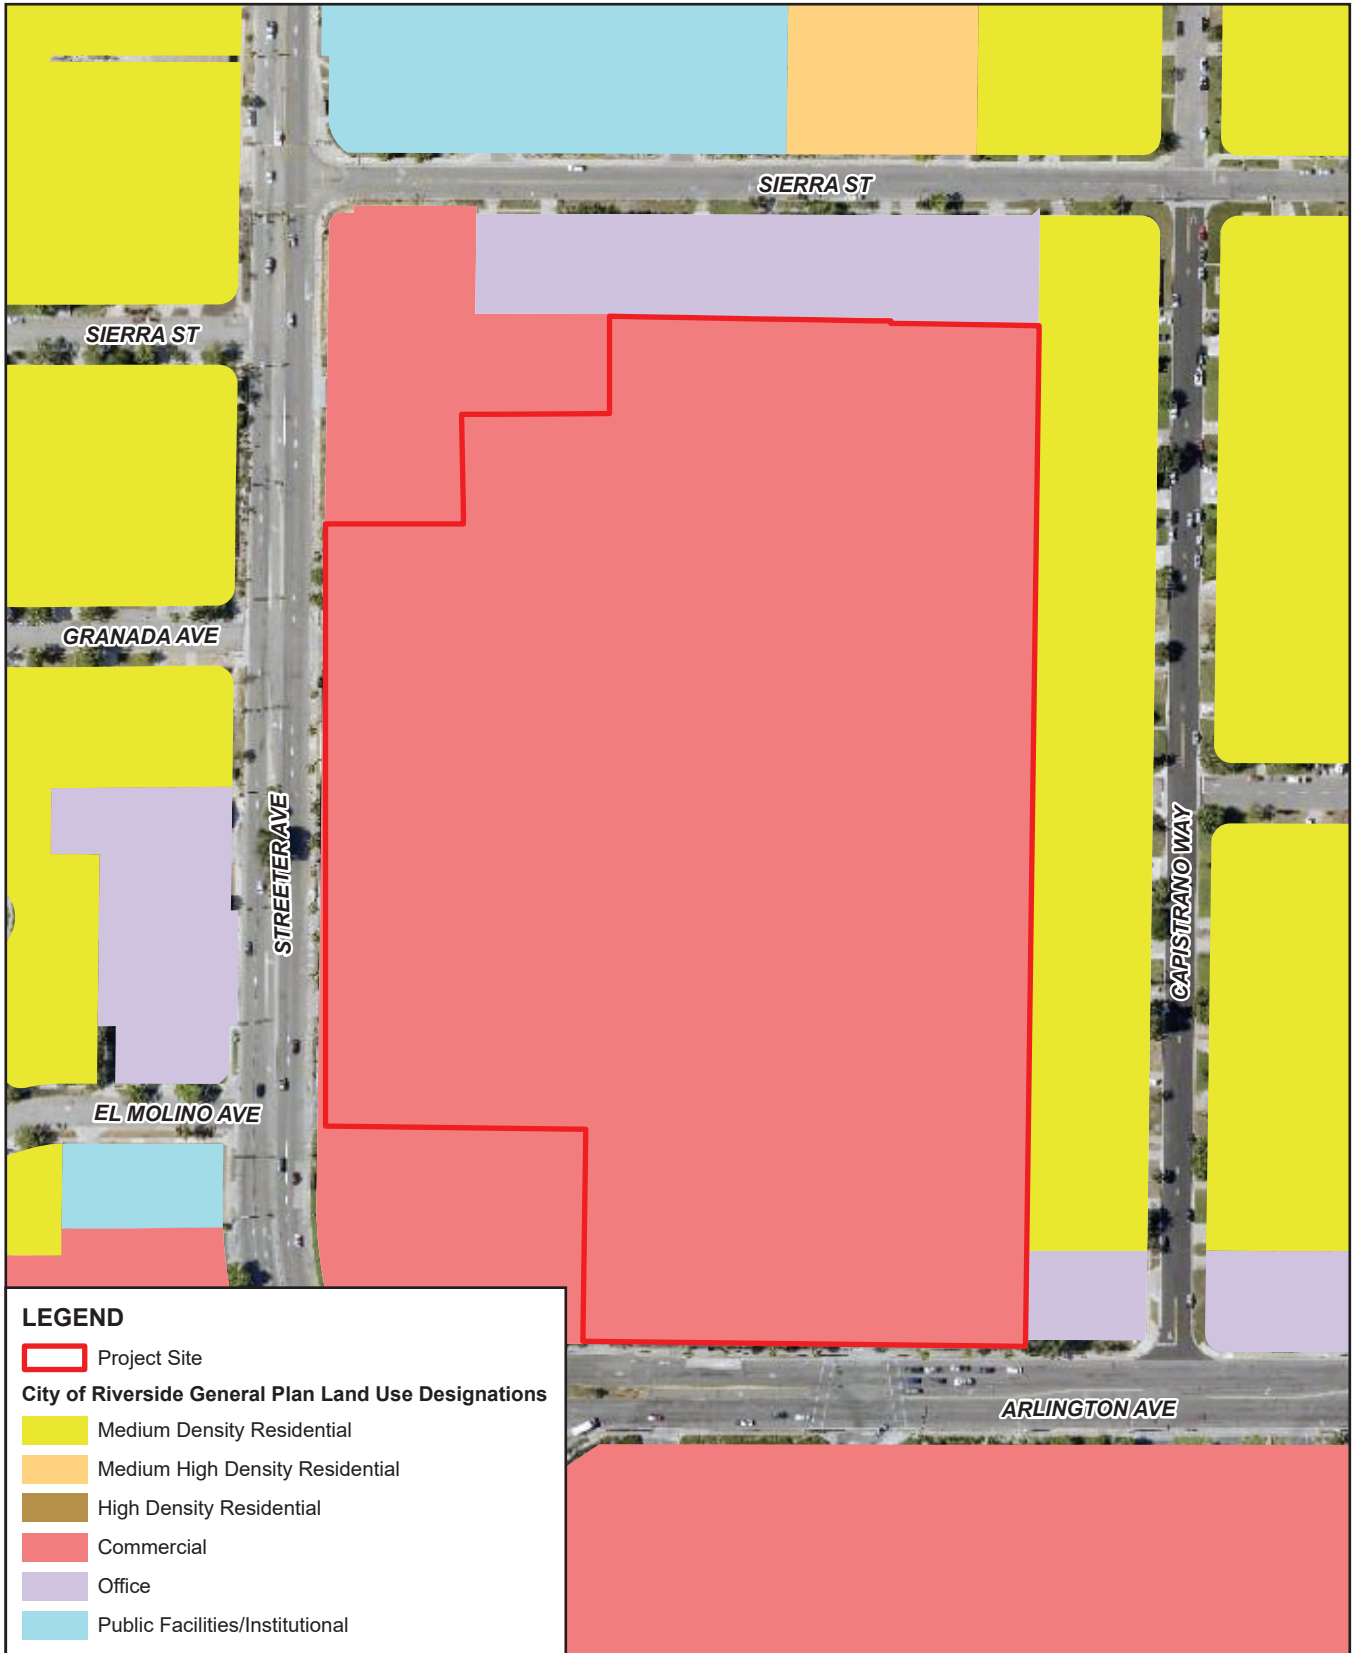 SIERRA ST
SIERRA ST
GRANADA AVE
STREETER AVE
CAPISTRANO WAY
EL MOLINO AVE
ARLINGTON AVE
LEGEND
Project Site
City of Riverside General Plan Land Use Designations
Medium Density Residential
Medium High Density Residential
High Density Residential
Commercial
Office
Public Facilities/Institutional